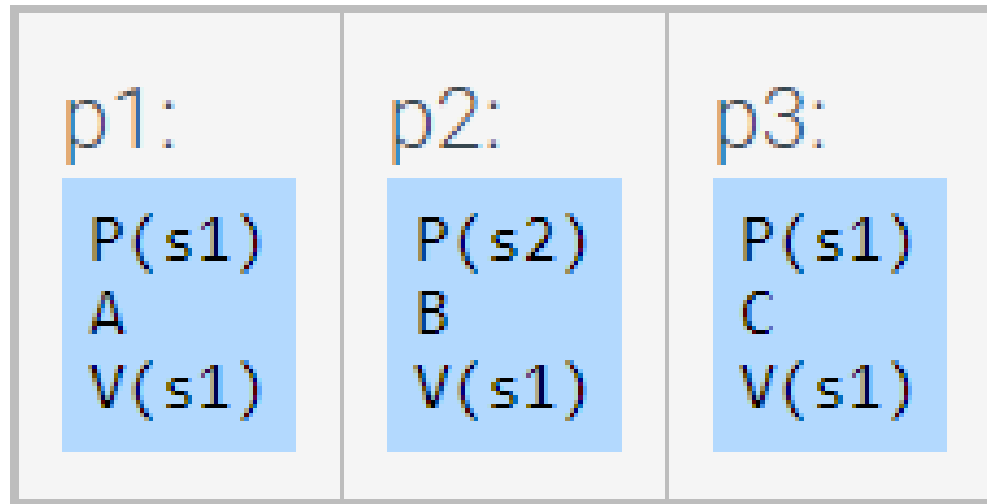 p1:
P(s1)
A
V(s1)
p2:
P(s2)
B
V(s1)
p3:
P(s1)
C
V(s1)